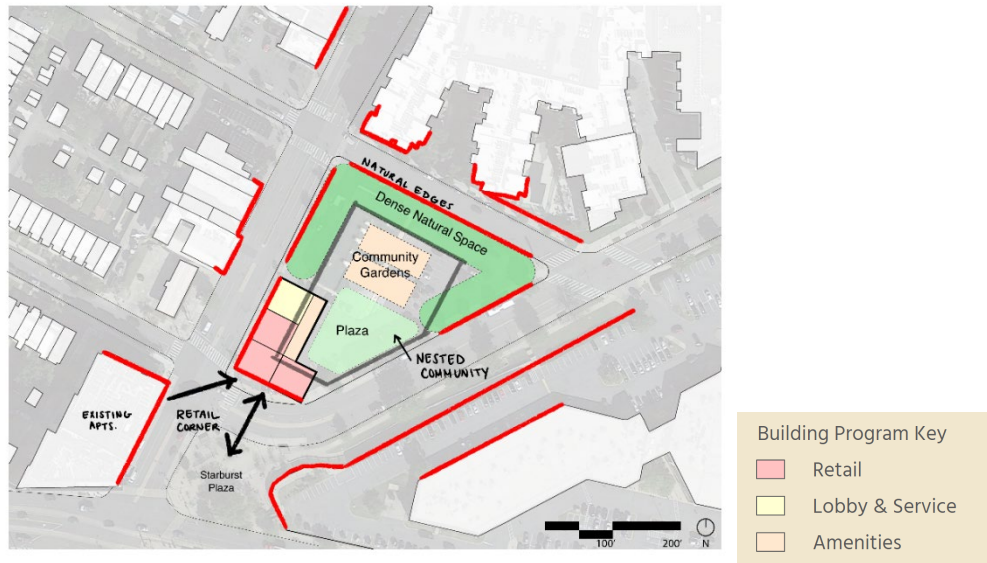 NATURAL EDGES
Dense Natural Space
Community
Gardens
Plaza
NESTED
COMMUNITY
EXISTING
APTS.
RETAIL
CORNER
Starburst
Plaza
100'
200'
N
Building Program Key
Retail
Lobby & Service
Amenities